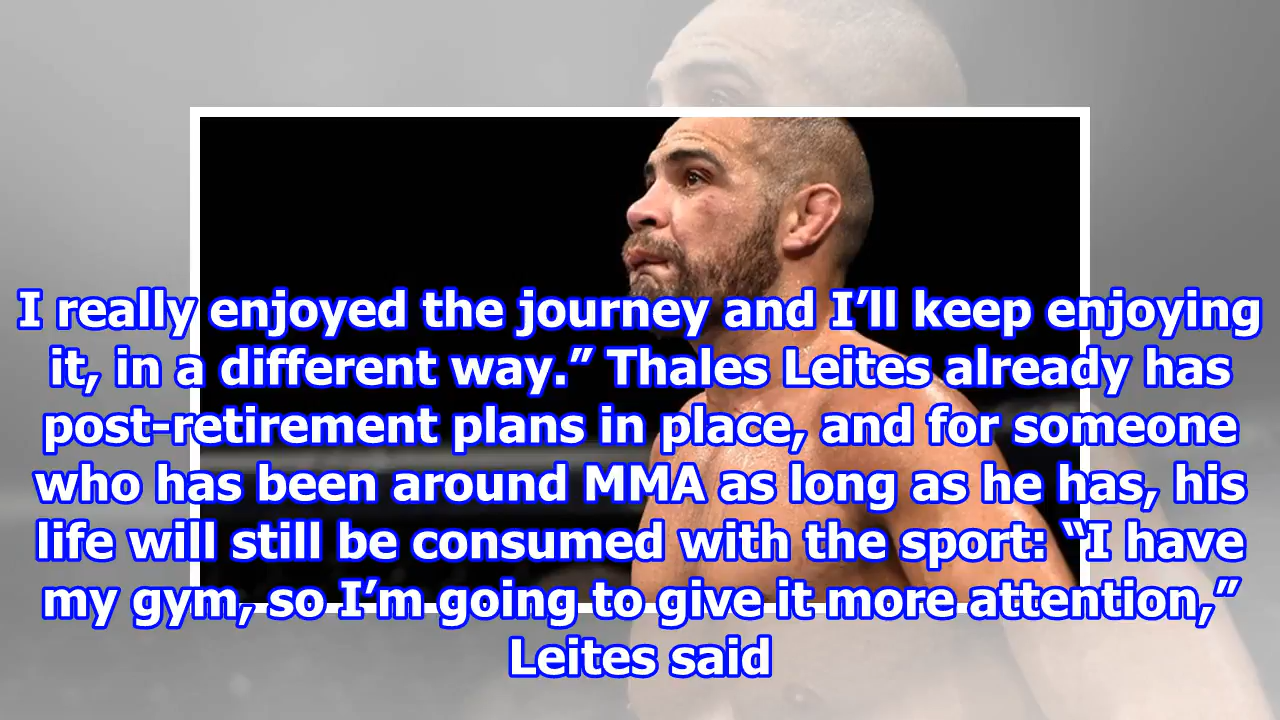 I really enjoyed the journey and I’ll keep enjoying
it, in a different way.” Thales Leites already has
post-retirement plans in place, and for someone
who has been around MMA as long as he has, his
life will still be consumed with the sport: “I have
my gym, so I’m going to give it more attention,”
Leites said